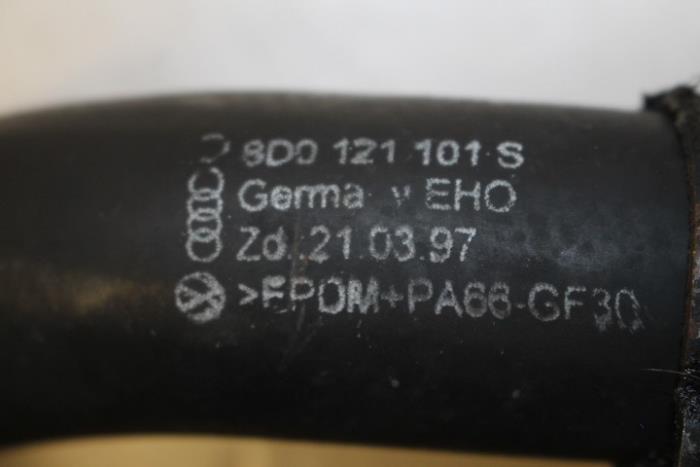 8D0 121 101 S
Germa y EHO
Zd. 21.03.97
>EPDM+PA66-GF30